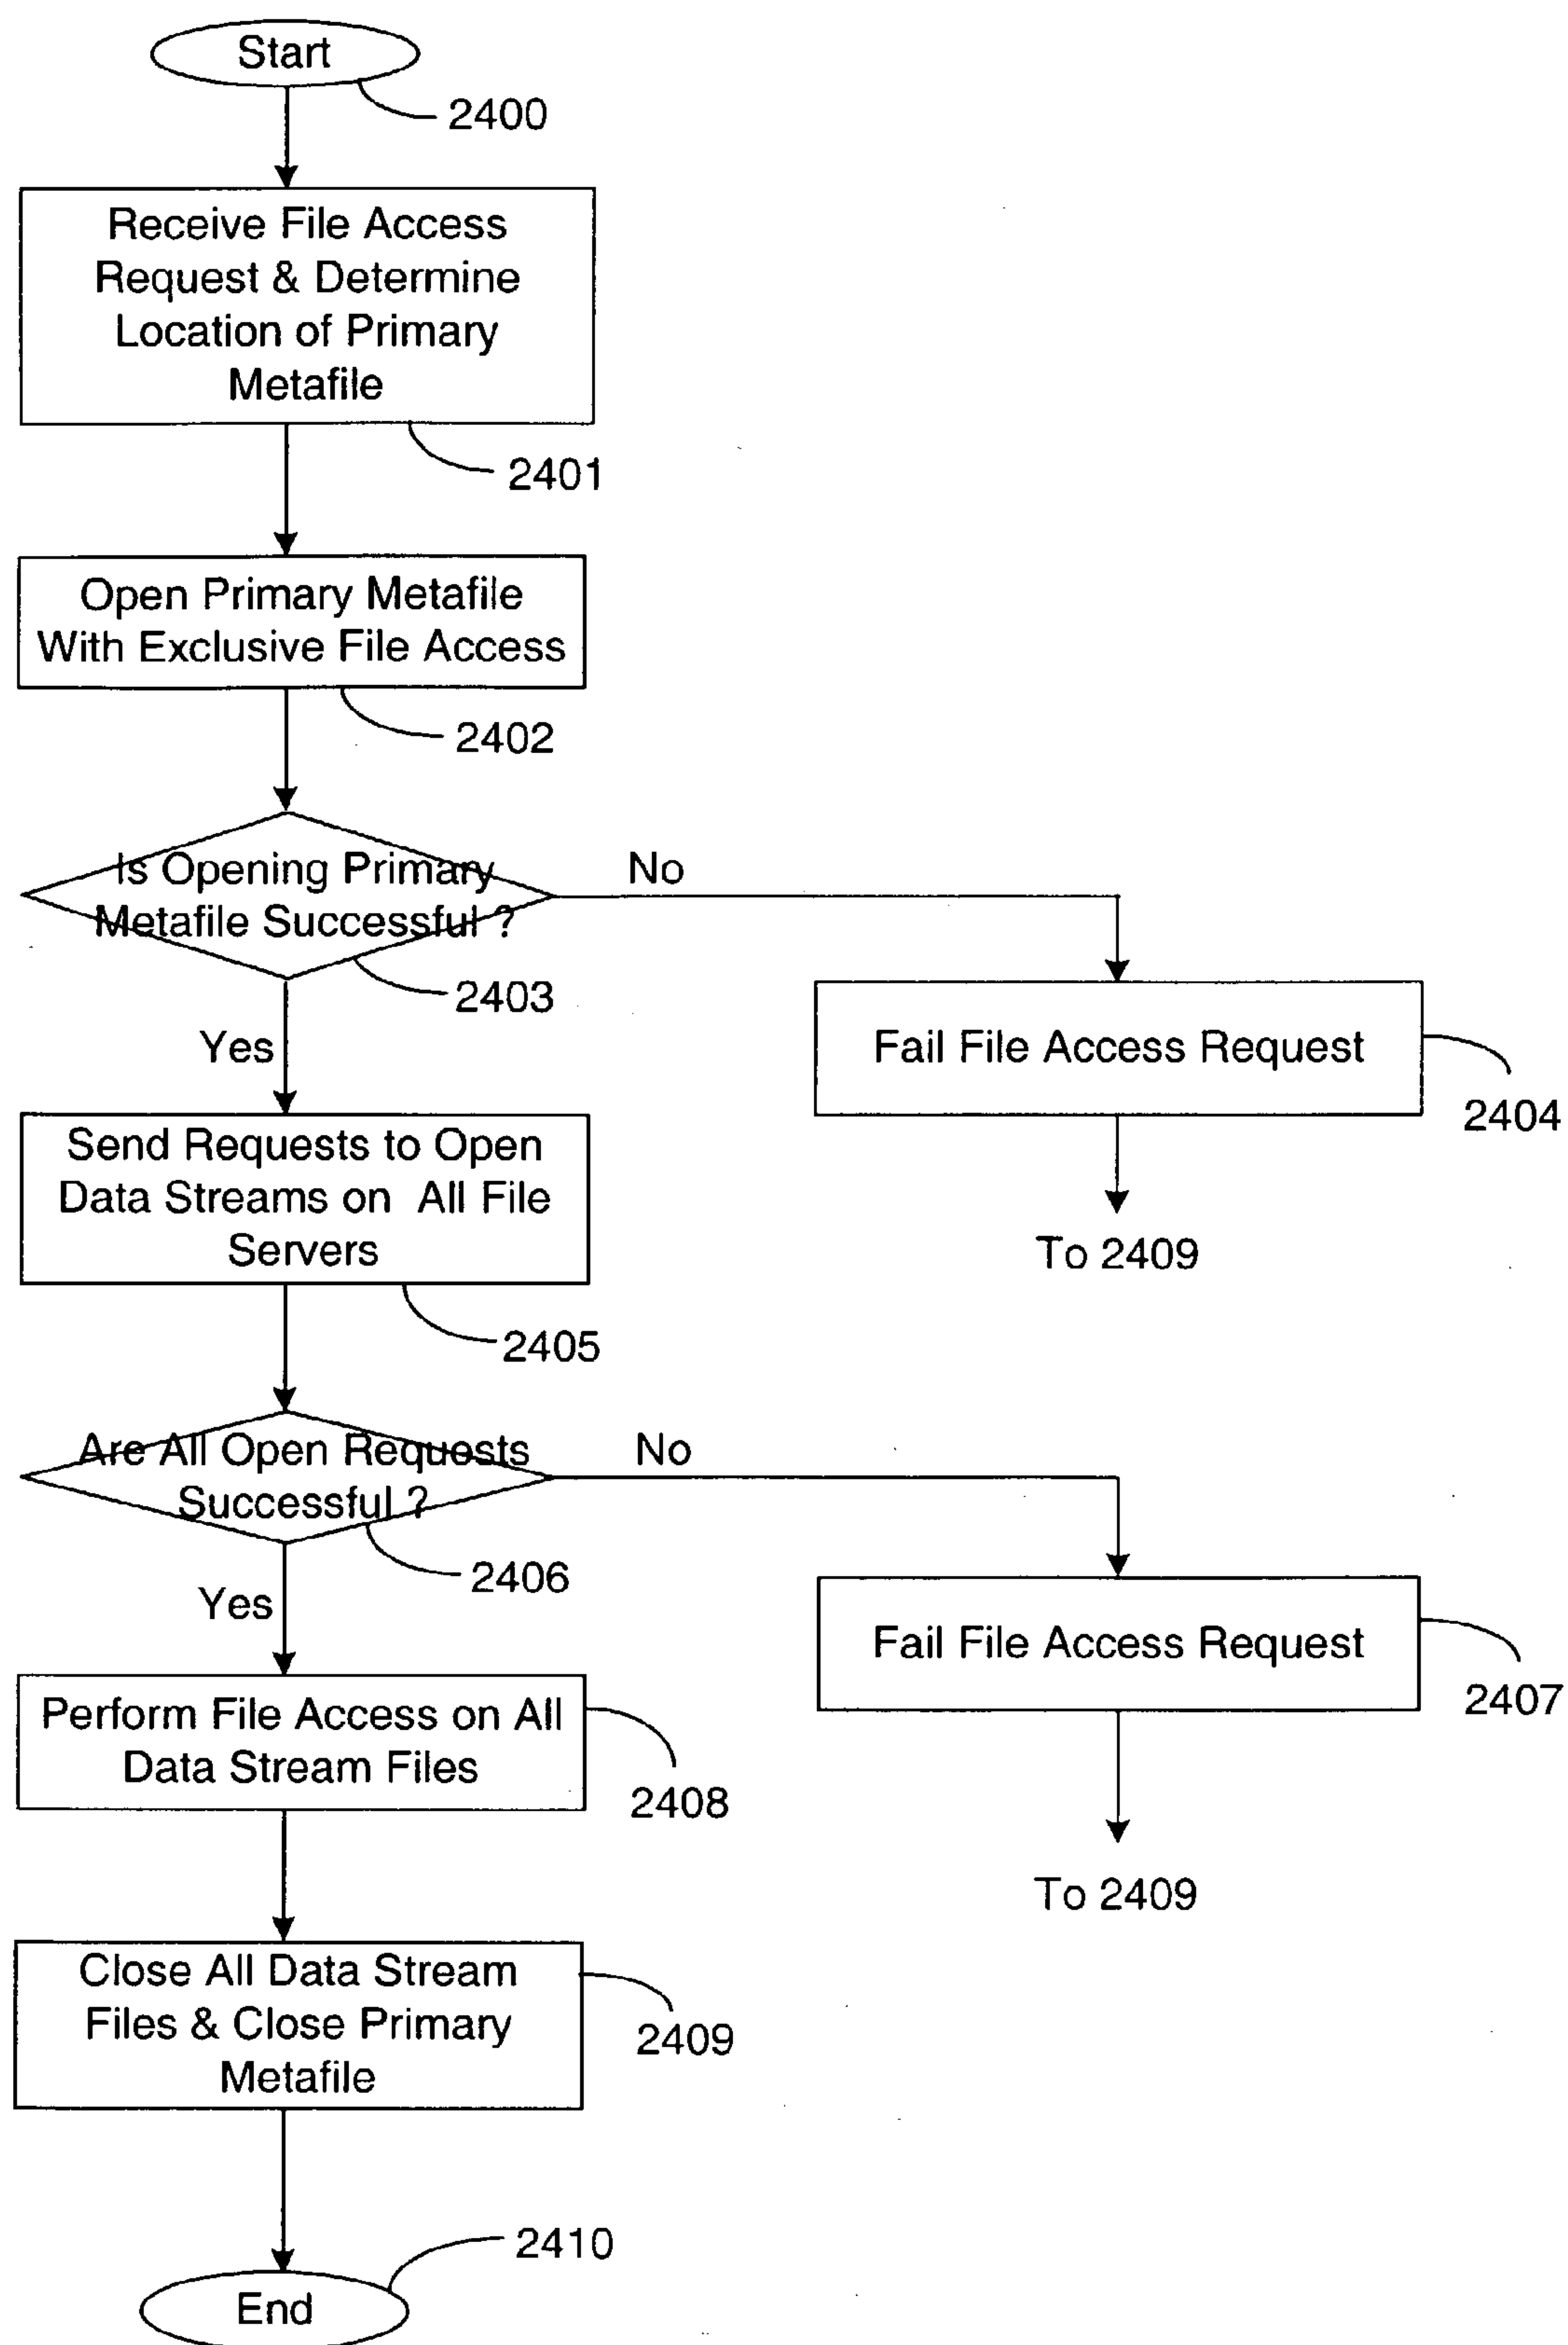 Start
2400
Receive File Access
Request & Determine
Location of Primary
Metafile
2401
Open Primary Metafile
With Exclusive File Access
2402
Is Opening Primary
Metafile Successful ?
No
2403
Yes
Fail File Access Request
2404
To 2409
Send Requests to Open
Data Streams on All File
Servers
2405
Are All Open Requests
Successful ?
No
2406
Yes
Fail File Access Request
2407
To 2409
Perform File Access on All
Data Stream Files
2408
Close All Data Stream
Files & Close Primary
Metafile
2409
2410
End